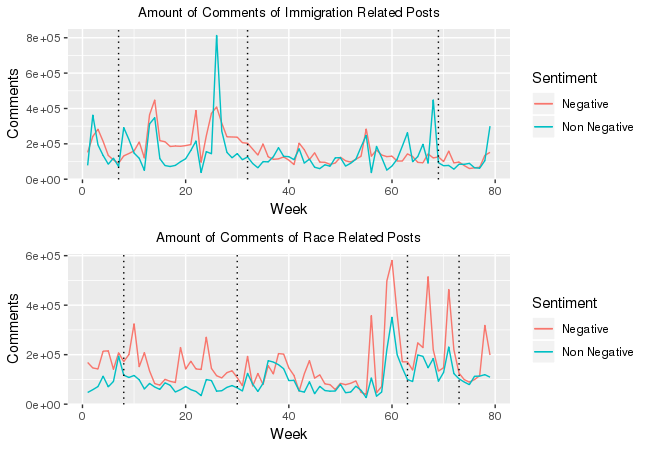 Amount of Comments of Immigration Related Posts
8e+05
6e+05
4e+05
2e+05
0e+00
Comments
0 20 40 60 80
Week
Sentiment
Negative
Non Negative
Amount of Comments of Race Related Posts
6e+05
4e+05
2e+05
0e+00
Comments
0 20 40 60 80
Week
Sentiment
Negative
Non Negative